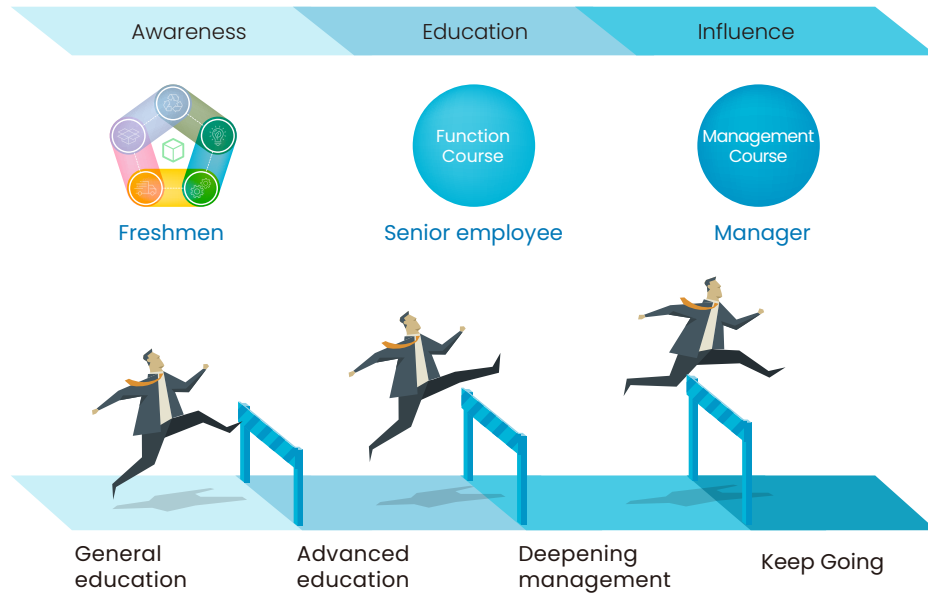 Awareness
Education
Influence
Function
Course
Management
Course
Freshmen
Senior employee
Manager
General
education
Advanced
education
Deepening
management
Keep Going